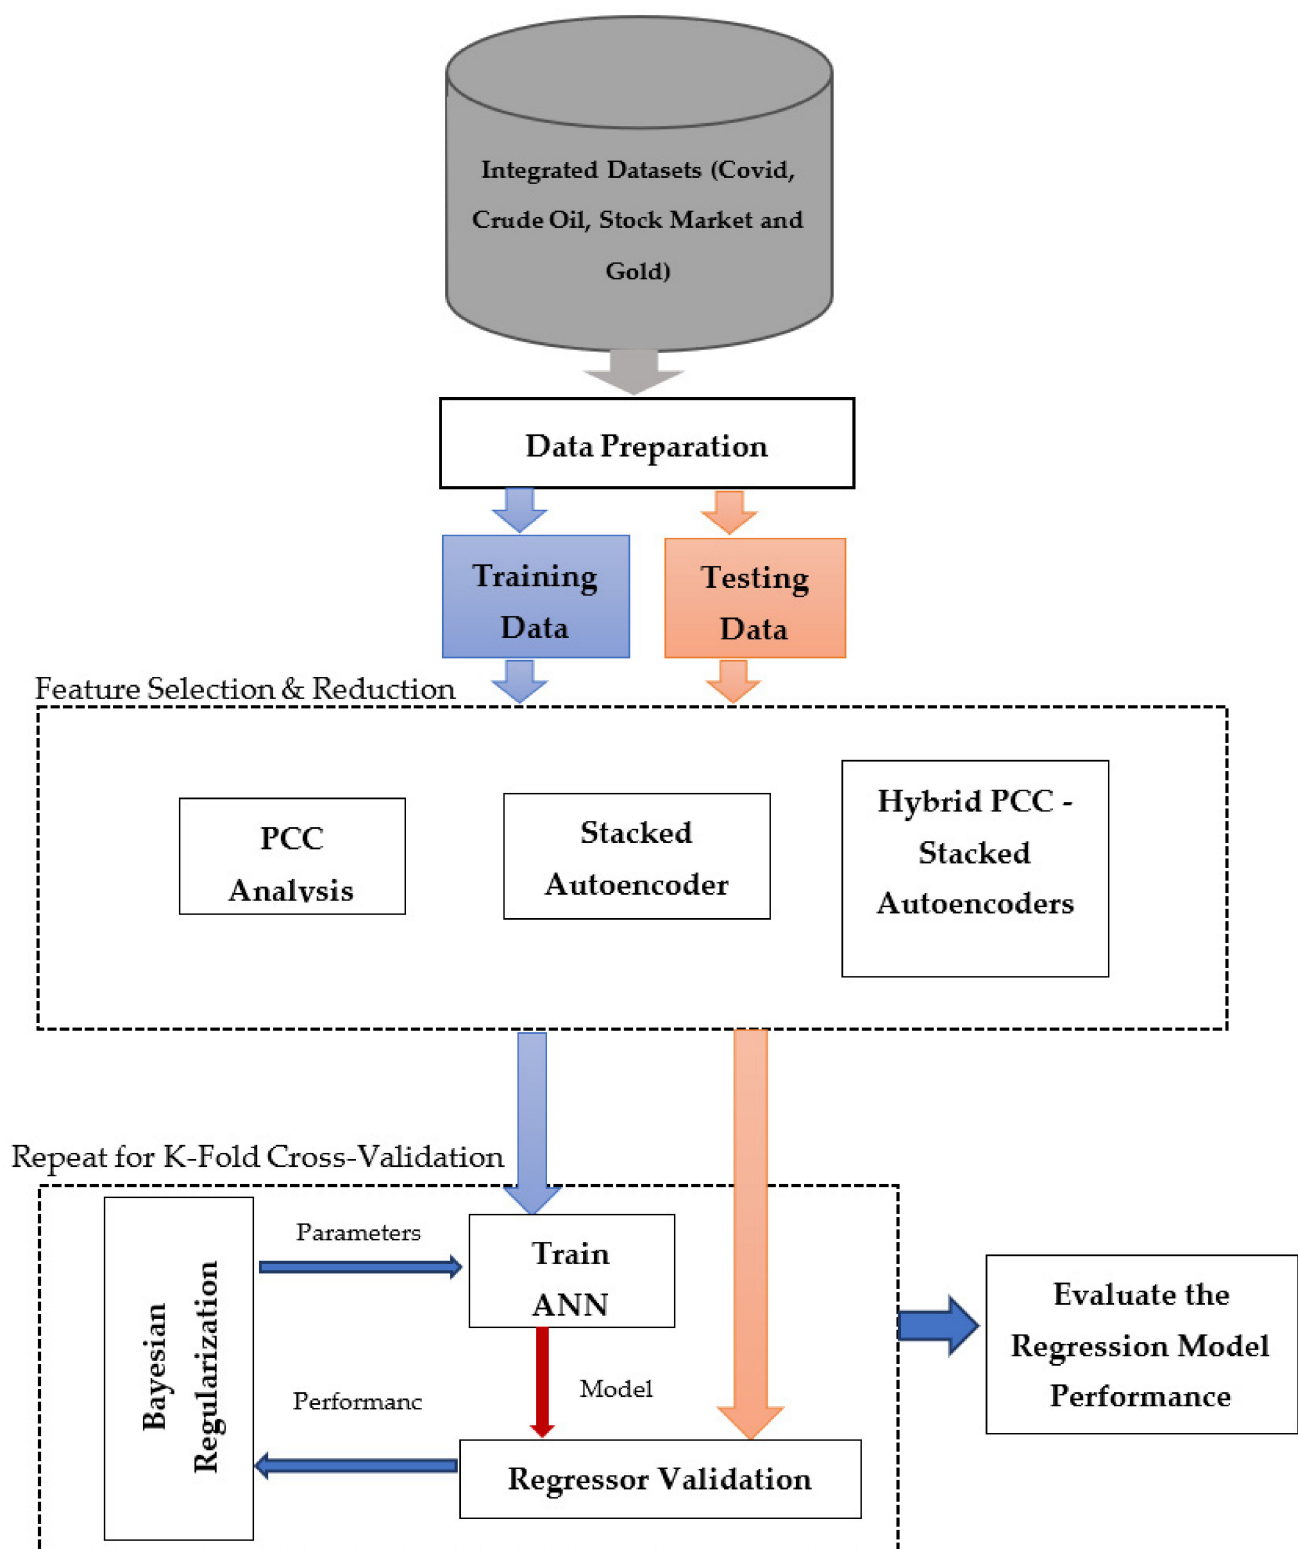 Integrated Datasets (Covid,
Crude Oil, Stock Market and
Gold)
Data Preparation
Training
Data
Testing
Data
Feature Selection & Reduction
PCC
Analysis
Stacked
Autoencoder
Hybrid PCC -
Stacked
Autoencoders
Repeat for K-Fold Cross-Validation
Bayesian
Regularization
Parameters
Train
ANN
Performanc
Model
Regressor Validation
Evaluate the
Regression Model
Performance